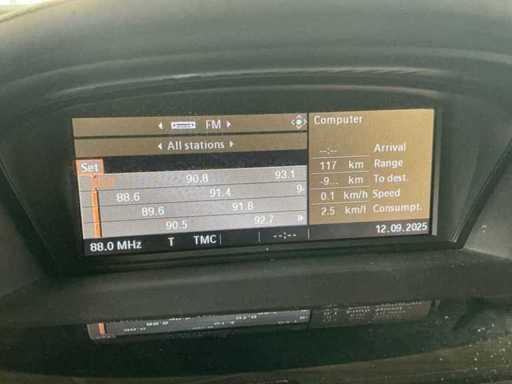 FM
All stations
Set
90.8 93.1
88.6 91.4 9
89.6 91.8
90.5 92.7
88.0 MHz T TMC --:--
Computer
--:-- Arrival
117 km Range
-9... km To dest.
0.1 km/h Speed
2.5 km/l Consumpt.
12.09.2025